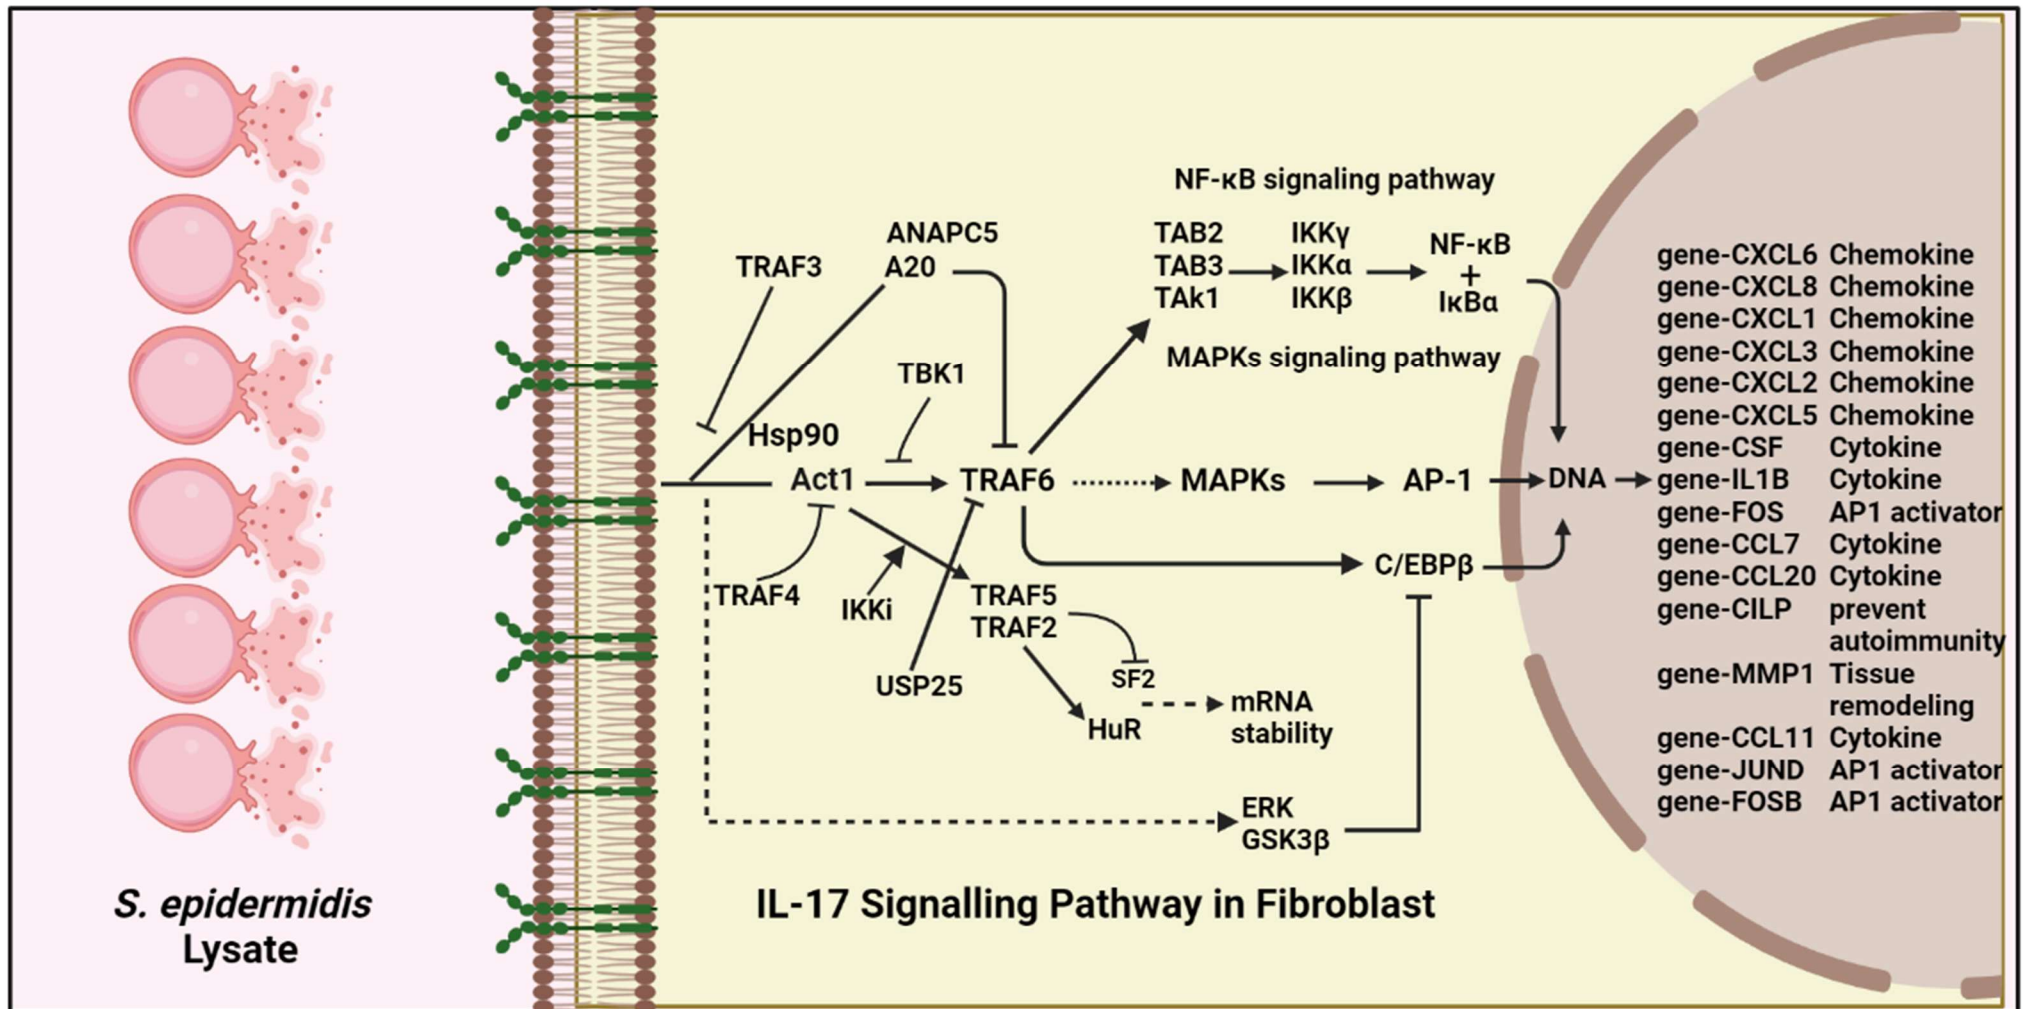 NF-κB signaling pathway
ANAPC5
A20
TRAF3
TAB2
TAB3
TAk1
IKKγ
IKKα
IKKβ
NF-κB
+
IκBα
MAPKs signaling pathway
TBK1
Hsp90
Act1
TRAF6
MAPKs
AP-1
DNA
C/EBPβ
TRAF4
IKKi
TRAF5
TRAF2
USP25
SF2
HuR
mRNA
stability
ERK
GSK3β
gene-CXCL6 Chemokine
gene-CXCL8 Chemokine
gene-CXCL1 Chemokine
gene-CXCL3 Chemokine
gene-CXCL2 Chemokine
gene-CXCL5 Chemokine
gene-CSF Cytokine
gene-IL1B Cytokine
gene-FOS AP1 activator
gene-CCL7 Cytokine
gene-CCL20 Cytokine
gene-CILP prevent
autoimmunity
gene-MMP1 Tissue
remodeling
gene-CCL11 Cytokine
gene-JUND AP1 activator
gene-FOSB AP1 activator
S. epidermidis
Lysate
IL-17 Signalling Pathway in Fibroblast